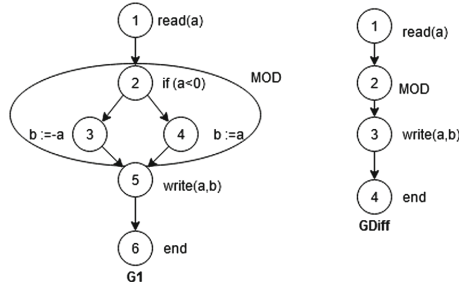 1 read(a)
MOD
2 if (a<0)
b :=-a 3 4 b :=a
5 write(a,b)
6 end
G1
1 read(a)
2 MOD
3 write(a,b)
4 end
GDiff